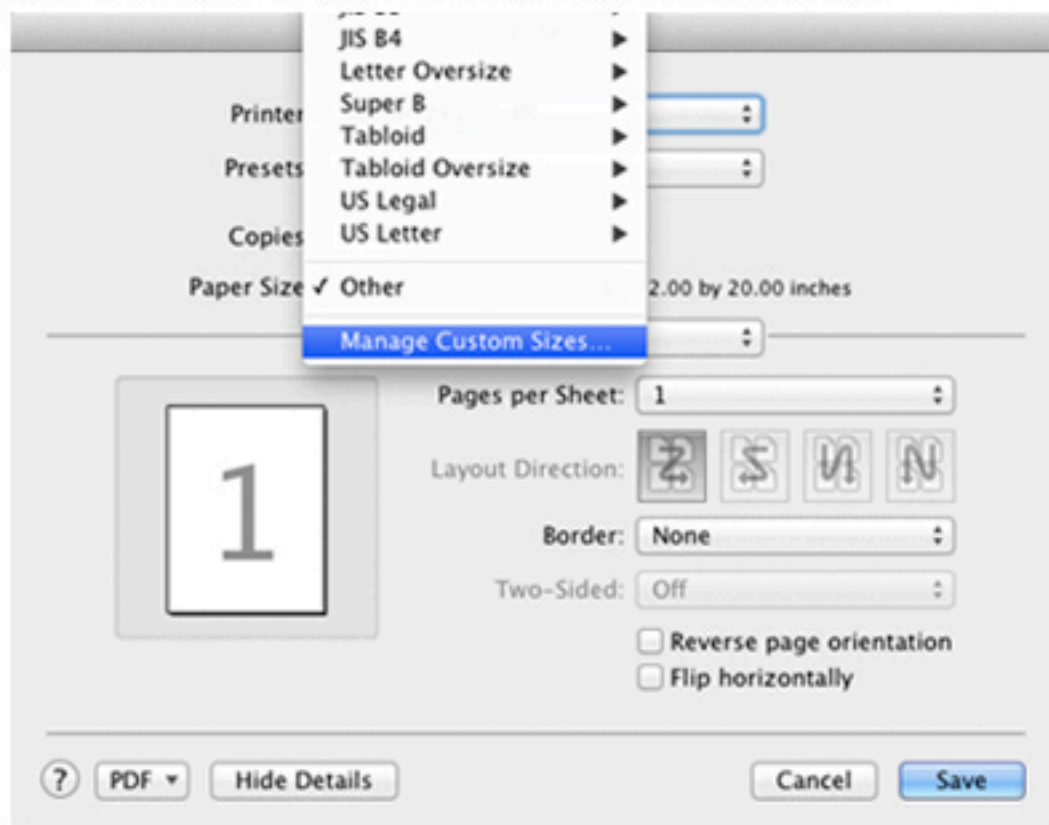 JIS B4
Letter Oversize
Printer
Super B
Tabloid
Presets
Tabloid Oversize
US Legal
Copies
US Letter
Paper Size ✓ Other 2.00 by 20.00 inches
Manage Custom Sizes...
Pages per Sheet: 1
1
Layout Direction:
Border: None
Two-Sided: Off
Reverse page orientation
Flip horizontally
? PDF Hide Details Cancel Save